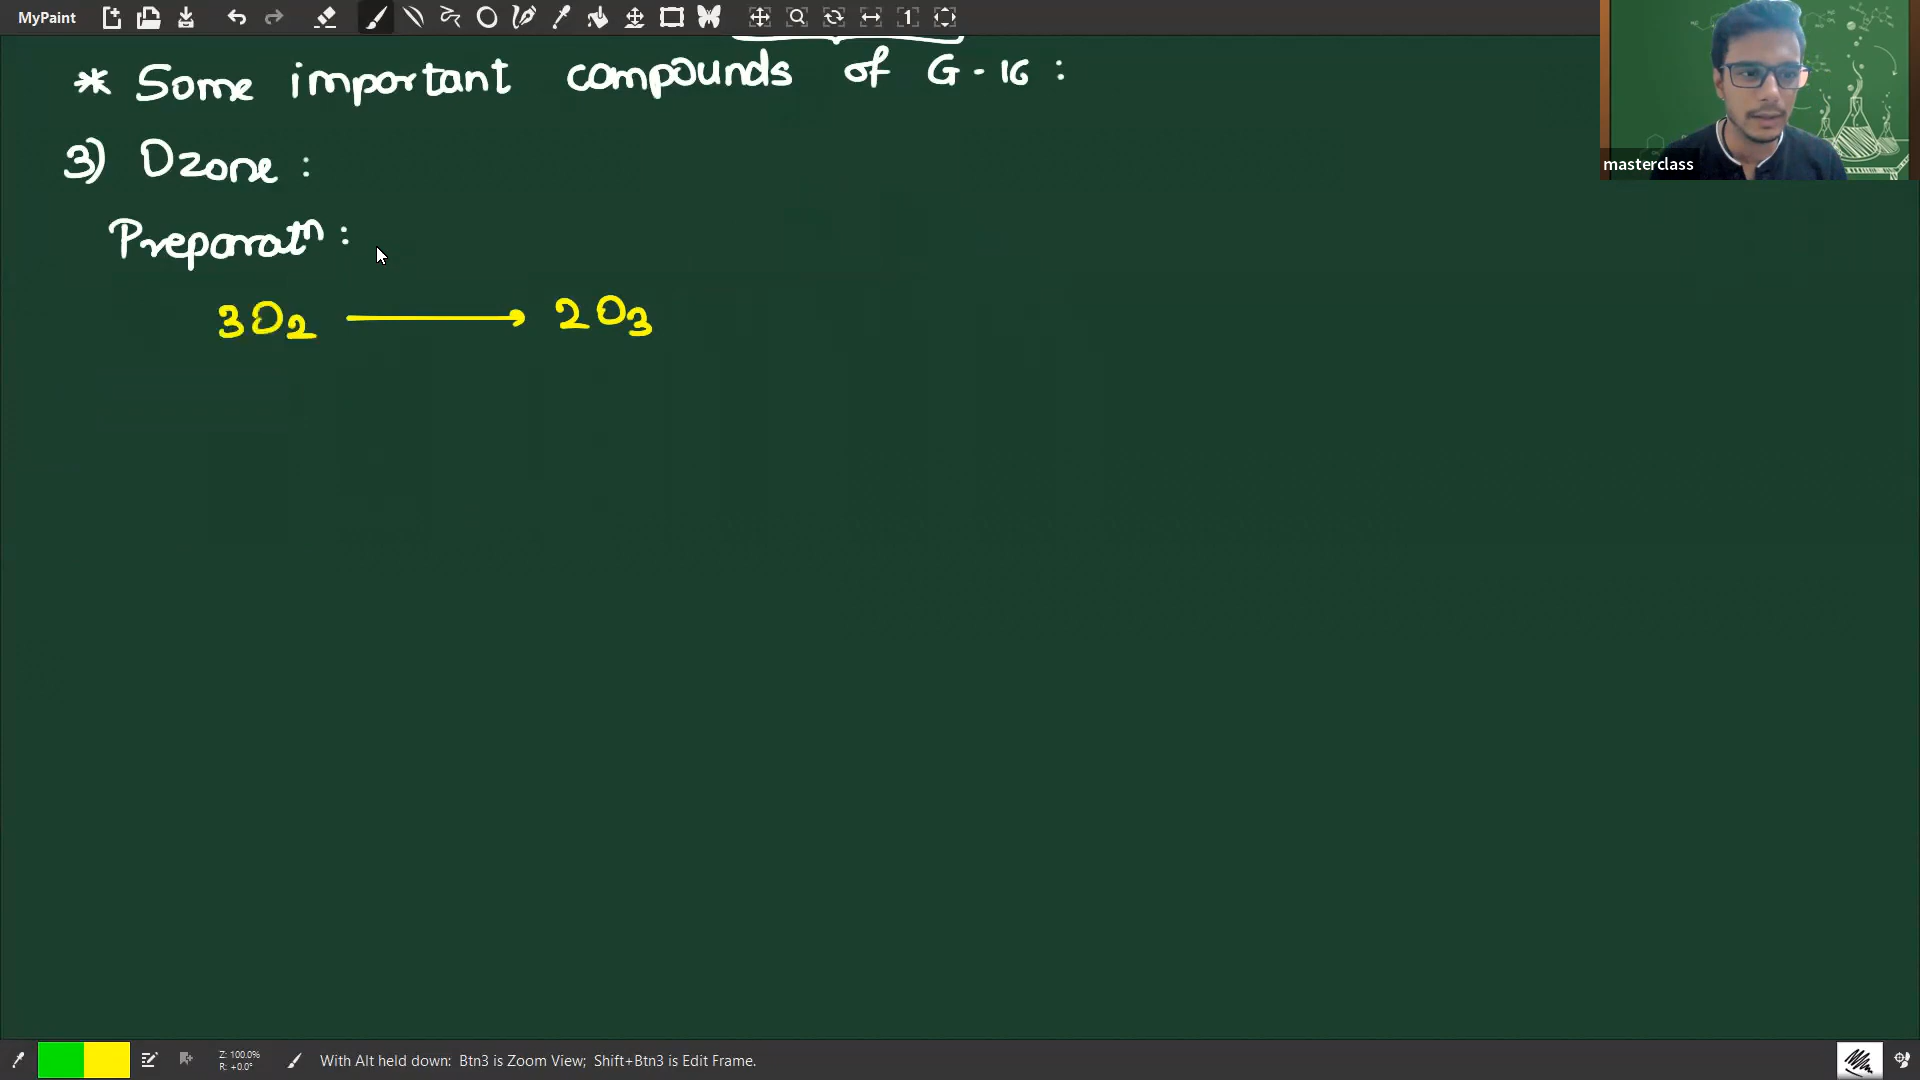 MyPaint
* Some important compounds of G-16 :
masterclass
3) Ozone :
Preparatⁿ :
3O₂ ⟶ 2O₃
Z: 100.0%
R: +0.0°
With Alt held down: Btn3 is Zoom View; Shift+Btn3 is Edit Frame.